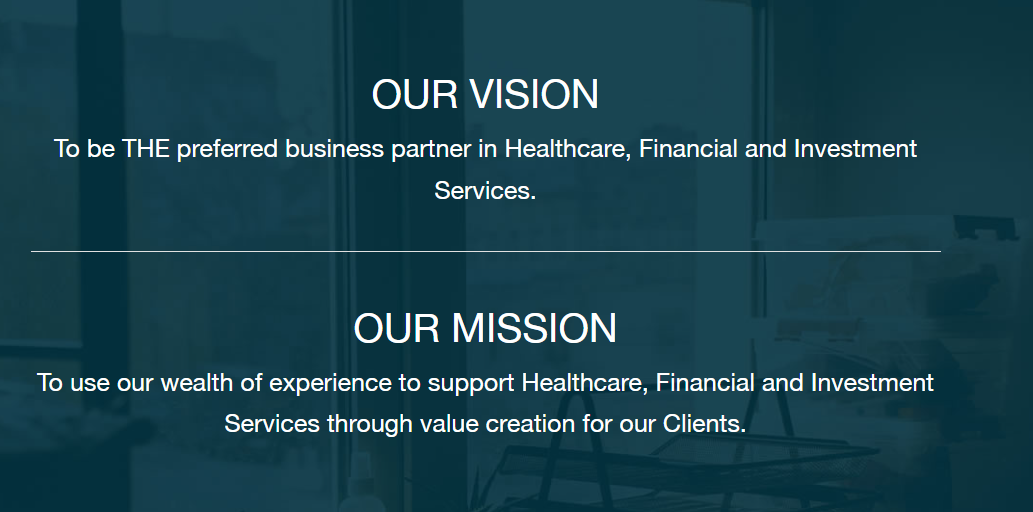 OUR VISION
To be THE preferred business partner in Healthcare, Financial and Investment
Services.
OUR MISSION
To use our wealth of experience to support Healthcare, Financial and Investment
Services through value creation for our Clients.